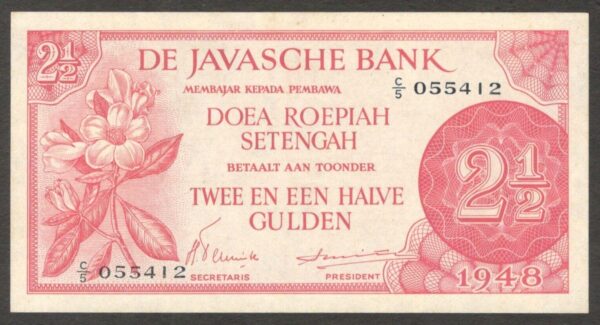 2½
DE JAVASCHE BANK
MEMBAJAR KEPADA PEMBAWA
C/5 055412
DOEA ROEPIAH
SETENGAH
BETAALT AAN TOONDER
TWEE EN EEN HALVE
GULDEN
2½
C/5 055412
SECRETARIS
PRESIDENT
1948